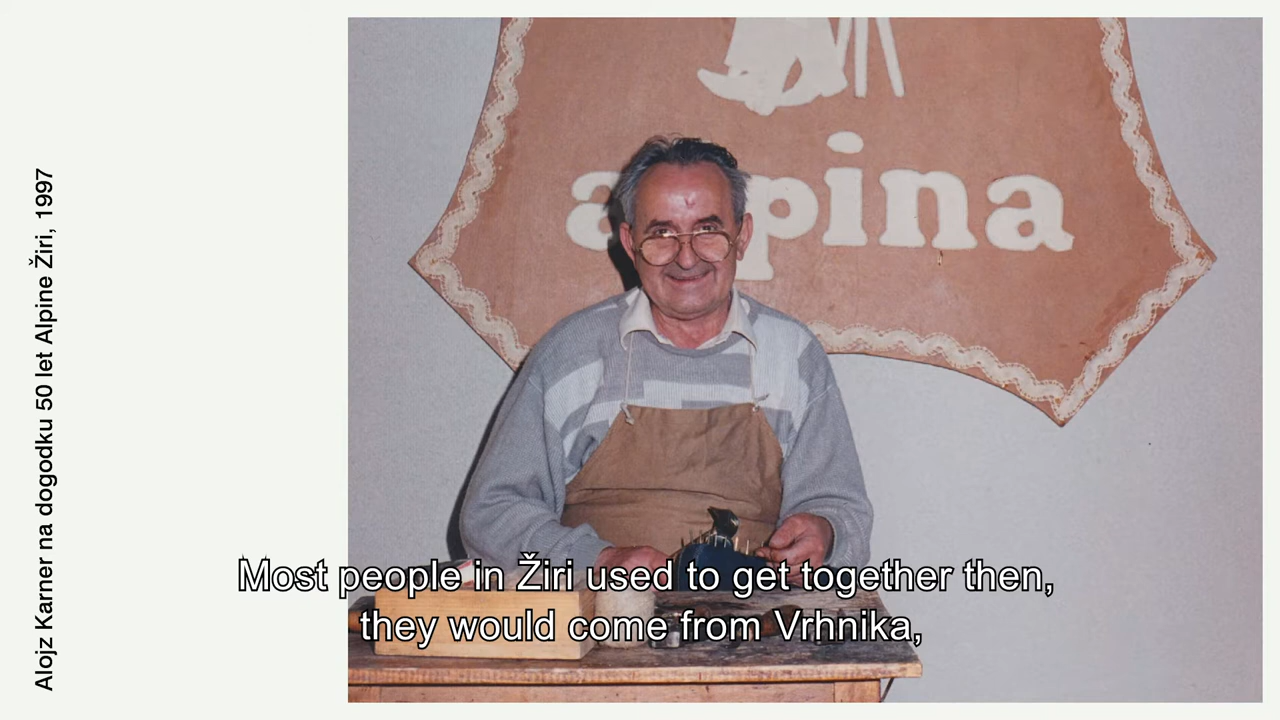 Alojz Karner na dogodku 50 let Alpine Žiri, 1997
alpina
Most people in Žiri used to get together then,
they would come from Vrhnika,